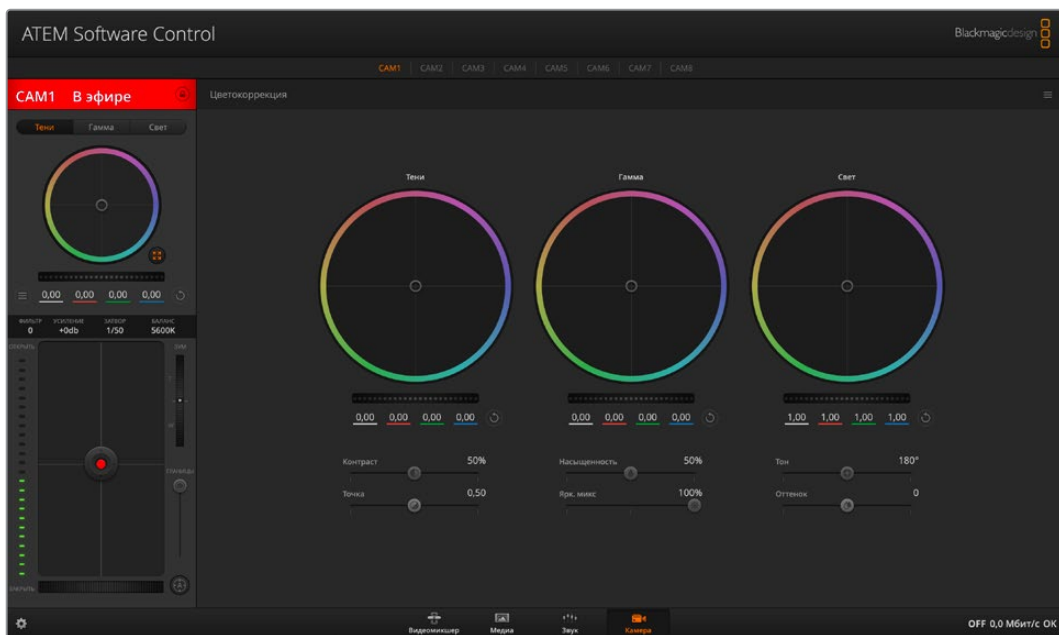 ATEM Software Control
Blackmagicdesign
CAM1 CAM2 CAM3 CAM4 CAM5 CAM6 CAM7 CAM8
CAM1 В эфире
Цветокоррекция
Тени Гамма Свет
Тени Гамма Свет
0,00 0,00 0,00 0,00
ФИЛЬТР УСИЛЕНИЕ ЗАТВОР БАЛАНС
0 +0db 1/50 5600K
ОТКРЫТЬ ЗУМ
T
W
ЗАКРЫТЬ
0,00 0,00 0,00 0,00
0,00 0,00 0,00 0,00
1,00 1,00 1,00 1,00
Контраст 50%
Насыщенность 50%
Тон 180°
Точка 0,50
Ярк. микс 100%
Оттенок 0
Видеомикшер Медиа Звук Камера
OFF 0,0 Мбит/с OK